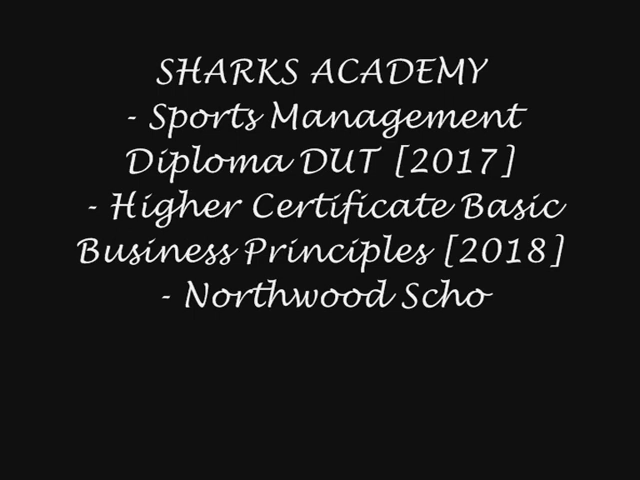 SHARKS ACADEMY
- Sports Management
Diploma DUT [2017]
- Higher Certificate Basic
Business Principles [2018]
- Northwood Scho